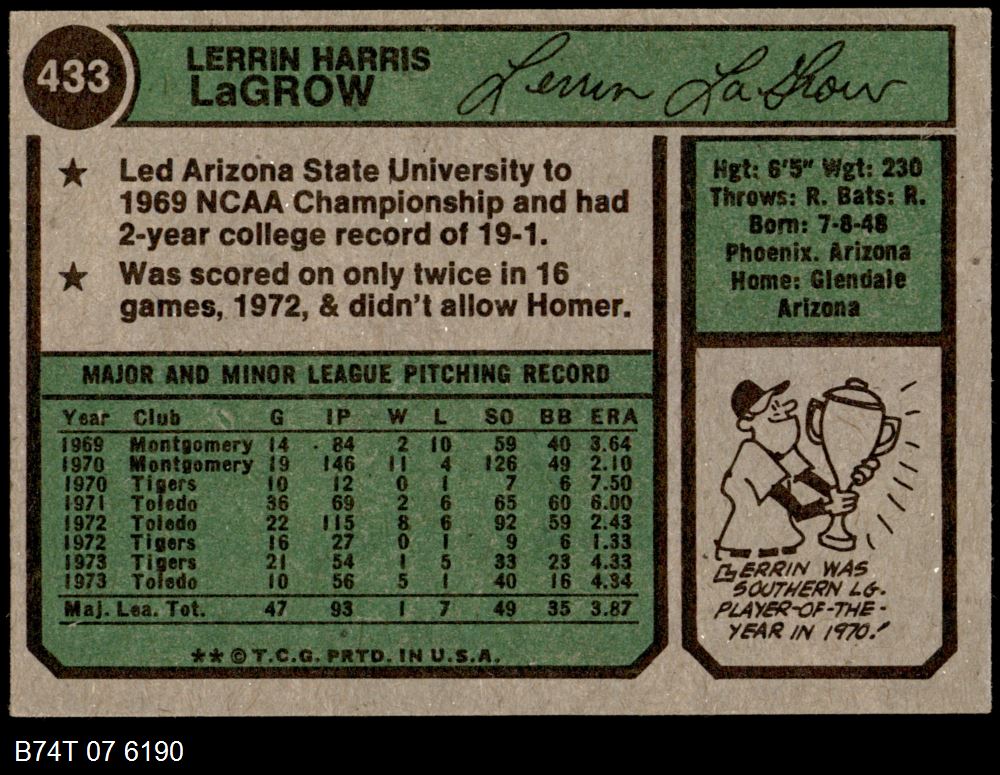 433
LERRIN HARRIS
LaGROW
Lerrin LaGrow
★ Led Arizona State University to
1969 NCAA Championship and had
2-year college record of 19-1.
★ Was scored on only twice in 16
games, 1972, & didn't allow Homer.
Hgt: 6'5" Wgt: 230
Throws: R. Bats: R.
Born: 7-8-48
Phoenix. Arizona
Home: Glendale
Arizona
MAJOR AND MINOR LEAGUE PITCHING RECORD
Year Club G IP W L SO BB ERA
1969 Montgomery 14 84 2 10 59 40 3.64
1970 Montgomery 19 146 11 4 126 49 2.10
1970 Tigers 10 12 0 1 7 6 7.50
1971 Toledo 36 69 2 6 65 60 6.00
1972 Toledo 22 115 8 6 92 59 2.43
1972 Tigers 16 27 0 1 9 6 1.33
1973 Tigers 21 54 1 5 33 23 4.33
1973 Toledo 10 56 5 1 40 16 4.34
Maj. Lea. Tot. 47 93 1 7 49 35 3.87
**© T.C.G. PRTD. IN U.S.A.
LERRIN WAS
SOUTHERN LG.
PLAYER-OF-THE-
YEAR IN 1970!
B74T 07 6190